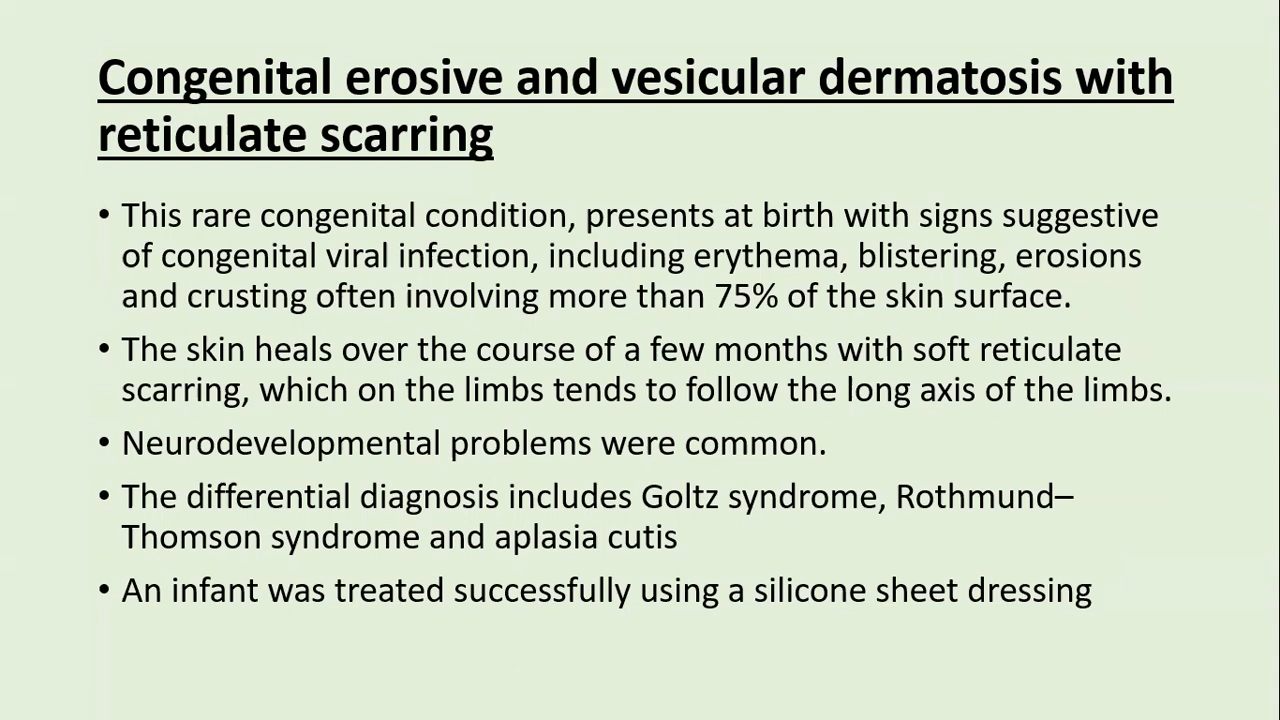 Congenital erosive and vesicular dermatosis with
reticulate scarring
• This rare congenital condition, presents at birth with signs suggestive
of congenital viral infection, including erythema, blistering, erosions
and crusting often involving more than 75% of the skin surface.
• The skin heals over the course of a few months with soft reticulate
scarring, which on the limbs tends to follow the long axis of the limbs.
• Neurodevelopmental problems were common.
• The differential diagnosis includes Goltz syndrome, Rothmund–
Thomson syndrome and aplasia cutis
• An infant was treated successfully using a silicone sheet dressing